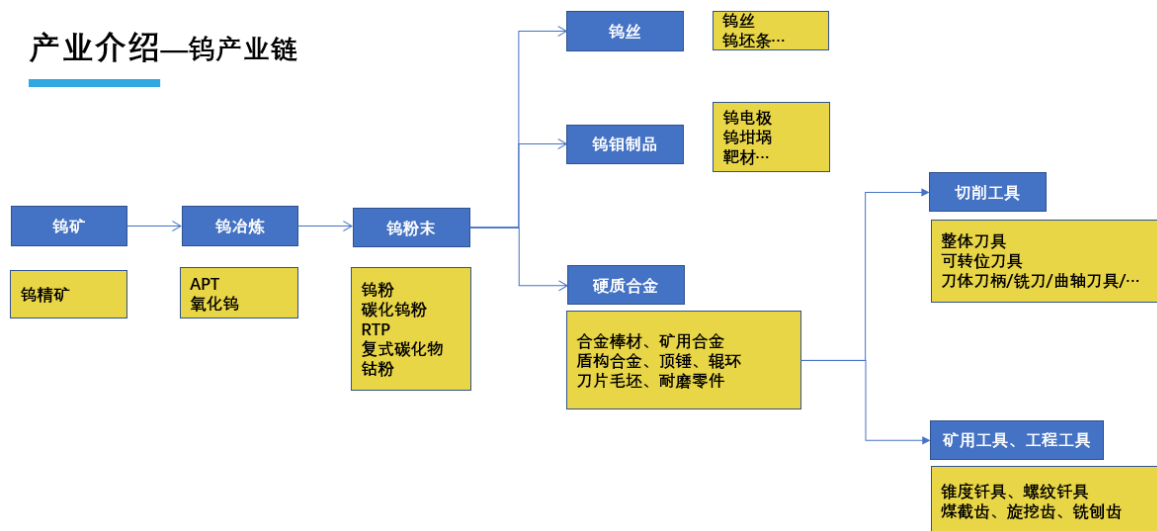 产业介绍—钨产业链
钨丝
钨丝
钨坯条…
钨钼制品
钨电极
钨坩埚
靶材…
钨矿
钨精矿
钨冶炼
APT
氧化钨
钨粉末
钨粉
碳化钨粉
RTP
复式碳化物
钴粉
硬质合金
合金棒材、矿用合金
盾构合金、顶锤、辊环
刀片毛坯、耐磨零件
切削工具
整体刀具
可转位刀具
刀体刀柄/铣刀/曲轴刀具/…
矿用工具、工程工具
锥度钎具、螺纹钎具
煤截齿、旋挖齿、铣刨齿